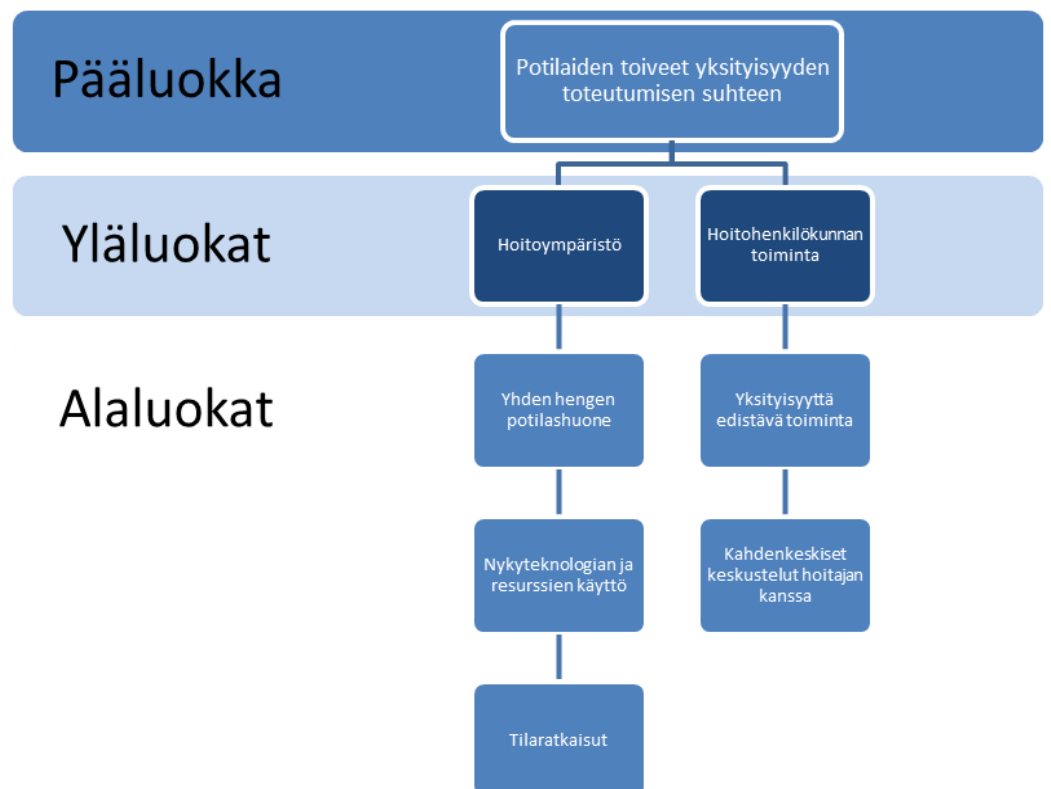 Pääluokka
Potilaiden toiveet yksityisyyden
toteutumisen suhteen
Yläluokat
Hoitoympäristö
Hoitohenkilökunnan
toiminta
Alaluokat
Yhden hengen
potilashuone
Yksityisyyttä
edistävä toiminta
Nykyteknologian ja
resurssien käyttö
Kahdenkeskiset
keskustelut hoitajan
kanssa
Tilaratkaisut